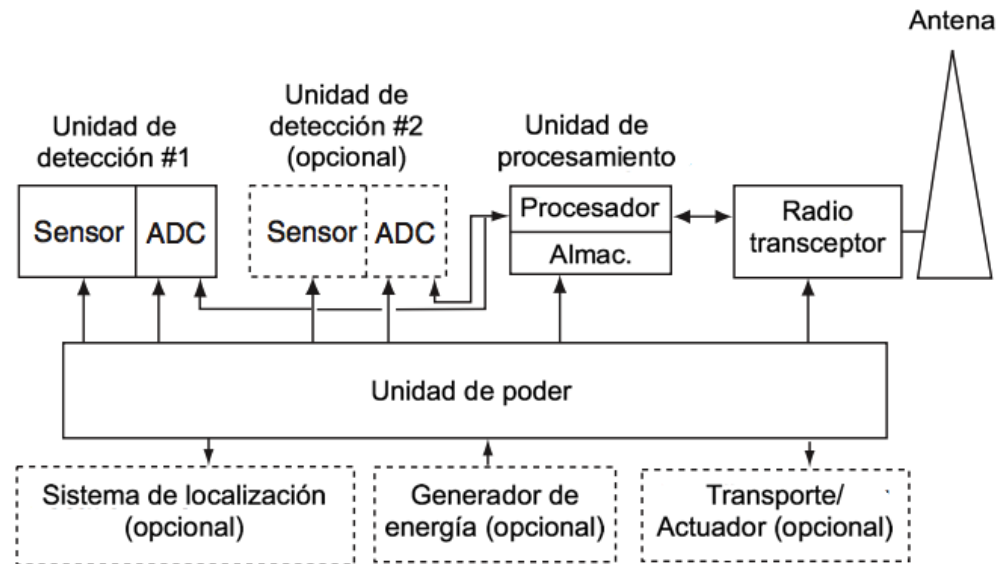 Antena
Unidad de
detección #1
Unidad de
detección #2
(opcional)
Unidad de
procesamiento
Sensor
ADC
Sensor
ADC
Procesador
Almac.
Radio
transceptor
Unidad de poder
Sistema de localización
(opcional)
Generador de
energía (opcional)
Transporte/
Actuador (opcional)